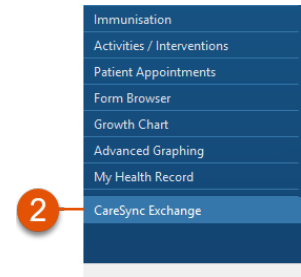 Immunisation
Activities / Interventions
Patient Appointments
Form Browser
Growth Chart
Advanced Graphing
My Health Record
2 CareSync Exchange